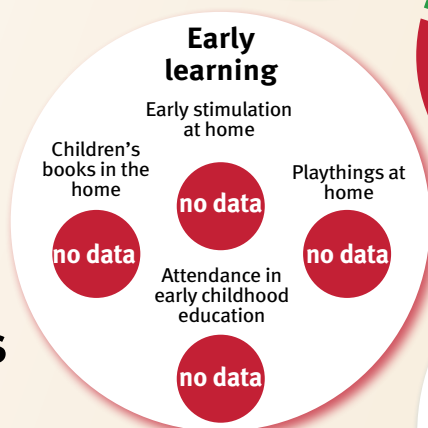 Early
learning
Early stimulation
at home
Children's
books in the
home
Playthings at
home
no data
no data
no data
Attendance in
early childhood
education
no data
s